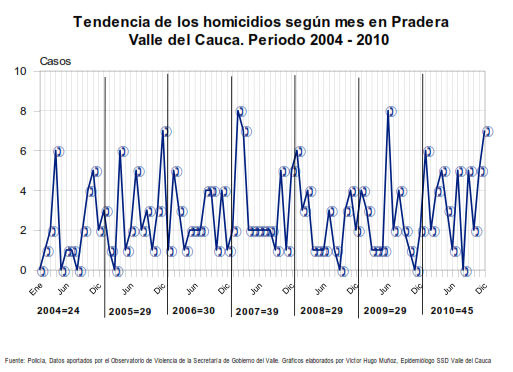 Tendencia de los homicidios según mes en Pradera
Valle del Cauca. Periodo 2004 - 2010
Casos
10
8
6
4
2
0
Ene Jun Dic Jun Dic Jun Dic Jun Dic Jun Dic Jun Dic Jun Dic
2004=24 2005=29 2006=30 2007=39 2008=29 2009=29 2010=45
Fuente: Policía, Datos aportados por el Observatorio de Violencia de la Secretaría de Gobierno del Valle. Gráficos elaborados por Víctor Hugo Muñoz, Epidemiólogo SSD Valle del Cauca